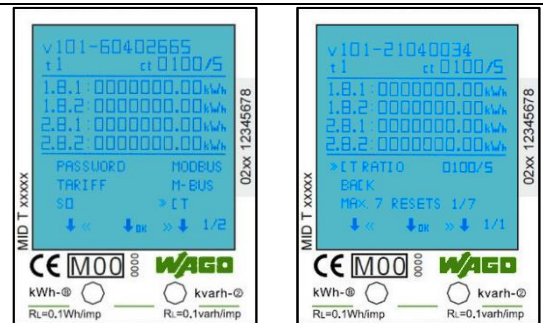 v101-60402665
t1 ct 0100/5
1.8.1:0000000.00kWh
1.8.2:0000000.00kWh
2.8.1:0000000.00kWh
2.8.2:0000000.00kWh
PASSWORD MODBUS
TARIFF M-BUS
S0 » CT
« OK » 1/2
MID T xxxxx
02xx 12345678
CE M00 0000 WAGO
kWh-① kvarh-②
RL=0,1Wh/imp RL=0,1varh/imp
v101-21040034
t1 ct 0100/5
1.8.1:0000000.00kWh
1.8.2:0000000.00kWh
2.8.1:0000000.00kWh
2.8.2:0000000.00kWh
» CT RATIO 0100/5
BACK
MAX. 7 RESETS 1/7
« OK » 1/1
MID T xxxxx
02xx 12345678
CE M00 0000 WAGO
kWh-① kvarh-②
RL=0,1Wh/imp RL=0,1varh/imp